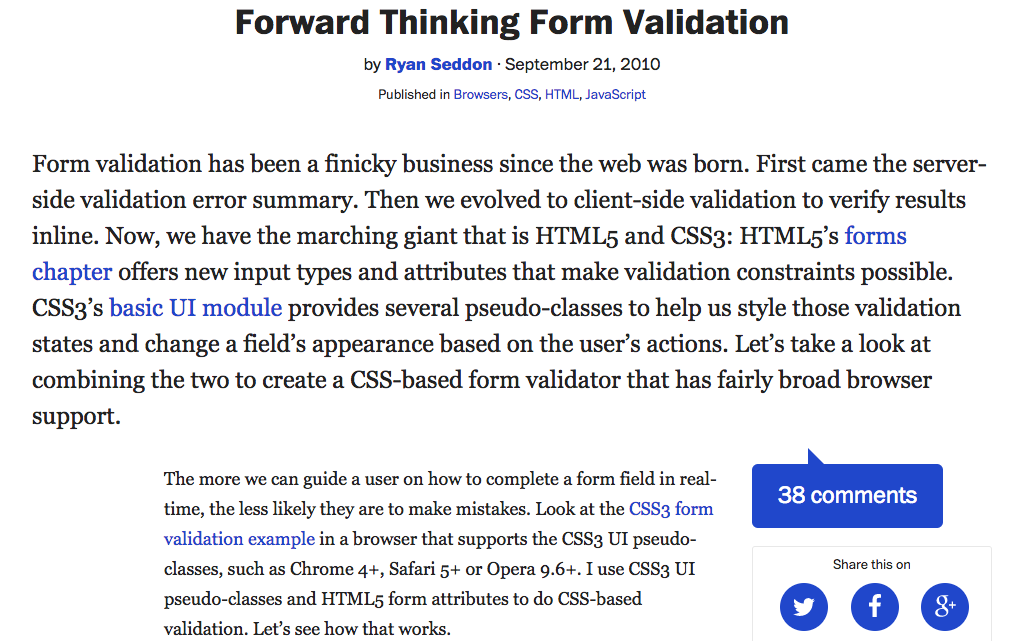 Forward Thinking Form Validation
by Ryan Seddon · September 21, 2010
Published in Browsers, CSS, HTML, JavaScript
Form validation has been a finicky business since the web was born. First came the server-
side validation error summary. Then we evolved to client-side validation to verify results
inline. Now, we have the marching giant that is HTML5 and CSS3: HTML5’s forms
chapter offers new input types and attributes that make validation constraints possible.
CSS3’s basic UI module provides several pseudo-classes to help us style those validation
states and change a field’s appearance based on the user’s actions. Let’s take a look at
combining the two to create a CSS-based form validator that has fairly broad browser
support.
The more we can guide a user on how to complete a form field in real-
time, the less likely they are to make mistakes. Look at the CSS3 form
validation example in a browser that supports the CSS3 UI pseudo-
classes, such as Chrome 4+, Safari 5+ or Opera 9.6+. I use CSS3 UI
pseudo-classes and HTML5 form attributes to do CSS-based
validation. Let’s see how that works.
38 comments
Share this on
f
g+